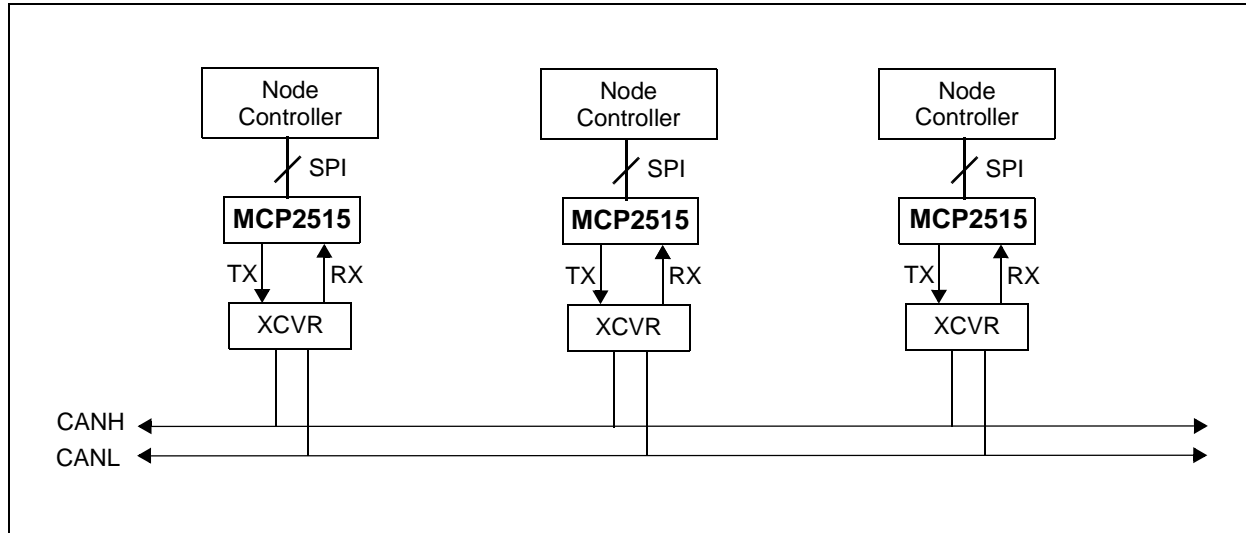 Node Controller
Node Controller
Node Controller
SPI
SPI
SPI
MCP2515
MCP2515
MCP2515
TX
RX
TX
RX
TX
RX
XCVR
XCVR
XCVR
CANH
CANL